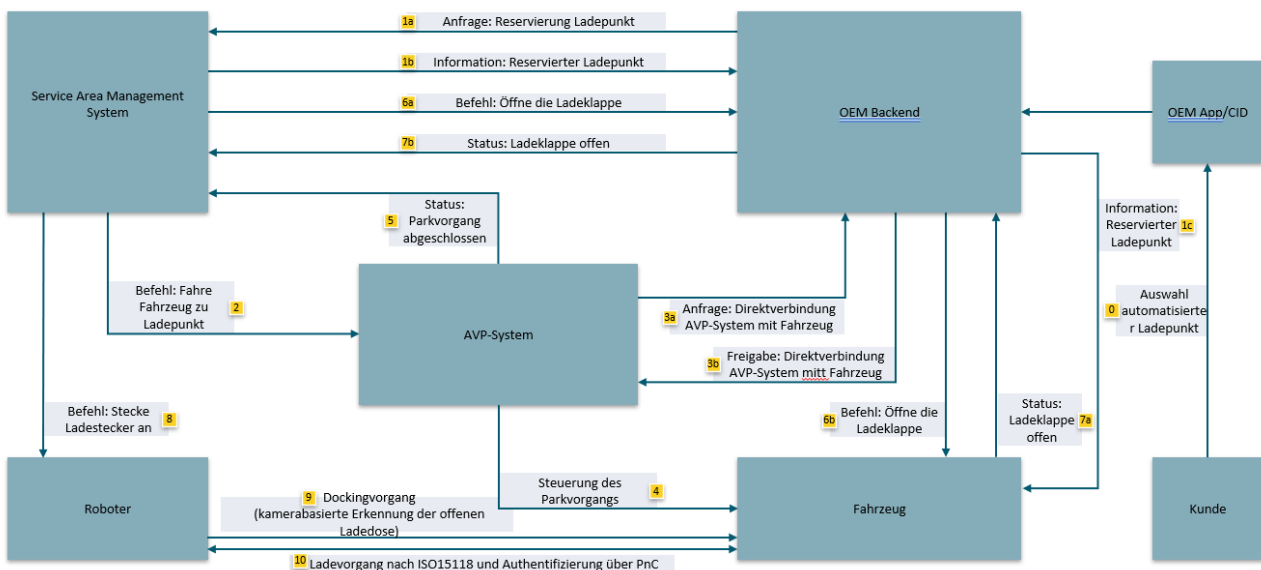 1a Anfrage: Reservierung Ladepunkt
1b Information: Reservierter Ladepunkt
Service Area Management
System
6a Befehl: Öffne die Ladeklappe
OEM Backend
OEM App/CID
7b Status: Ladeklappe offen
5 Status:
Parkvorgang
abgeschlossen
Information:
Reservierter 1c
Ladepunkt
Befehl: Fahre
Fahrzeug zu 2
Ladepunkt
AVP-System
3a Anfrage: Direktverbindung
AVP-System mit Fahrzeug
0 Auswahl
automatisierte
r Ladepunkt
3b Freigabe: Direktverbindung
AVP-System mitt Fahrzeug
Befehl: Stecke
Ladestecker an 8
6b Befehl: Öffne die
Ladeklappe
Status:
Ladeklappe 7a
offen
Steuerung des
Parkvorgangs 4
Roboter
9 Dockingvorgang
(kamerabasierte Erkennung der offenen
Ladedose)
Fahrzeug
Kunde
10 Ladevorgang nach ISO15118 und Authentifizierung über PnC